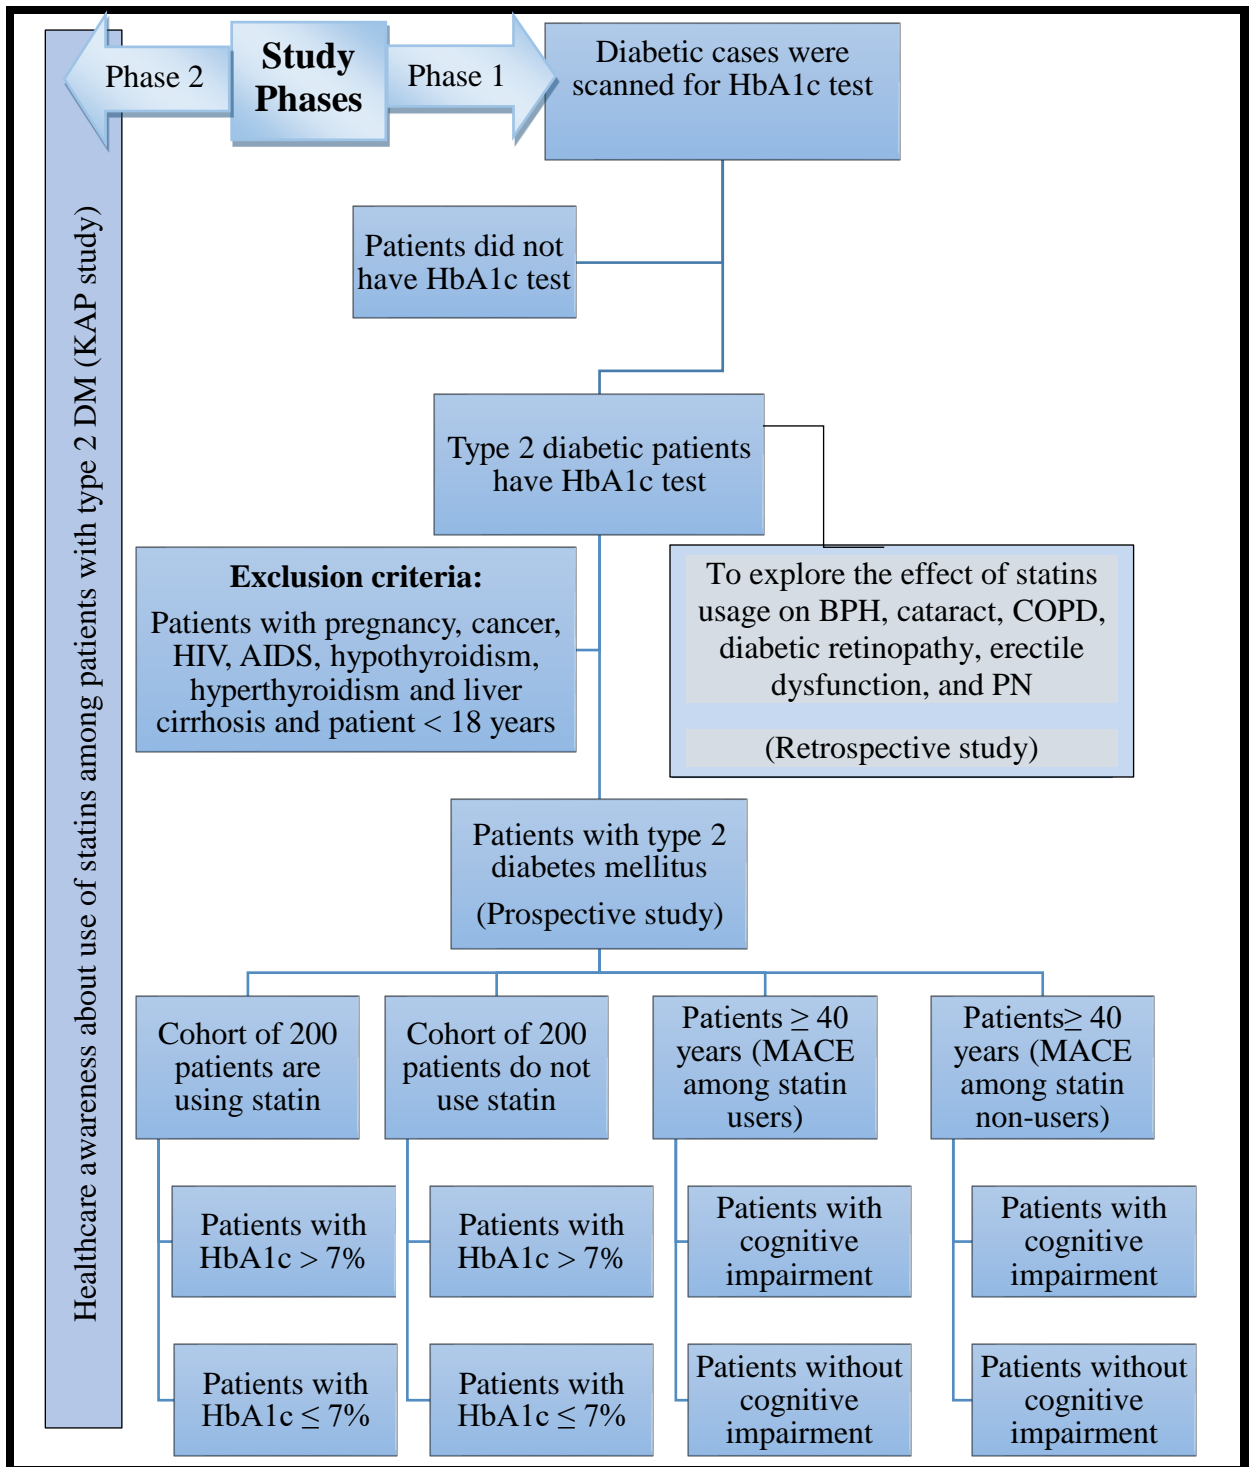 Phase 2
Study
Phases
Phase 1
Diabetic cases were
scanned for HbA1c test
Healthcare awareness about use of statins among patients with type 2 DM (KAP study)
Patients did not
have HbA1c test
Type 2 diabetic patients
have HbA1c test
Exclusion criteria:
Patients with pregnancy, cancer,
HIV, AIDS, hypothyroidism,
hyperthyroidism and liver
cirrhosis and patient < 18 years
To explore the effect of statins
usage on BPH, cataract, COPD,
diabetic retinopathy, erectile
dysfunction, and PN
(Retrospective study)
Patients with type 2
diabetes mellitus
(Prospective study)
Cohort of 200
patients are
using statin
Cohort of 200
patients do not
use statin
Patients ≥ 40
years (MACE
among statin
users)
Patients≥ 40
years (MACE
among statin
non-users)
Patients with
HbA1c > 7%
Patients with
HbA1c > 7%
Patients with
cognitive
impairment
Patients with
cognitive
impairment
Patients with
HbA1c ≤ 7%
Patients with
HbA1c ≤ 7%
Patients without
cognitive
impairment
Patients without
cognitive
impairment